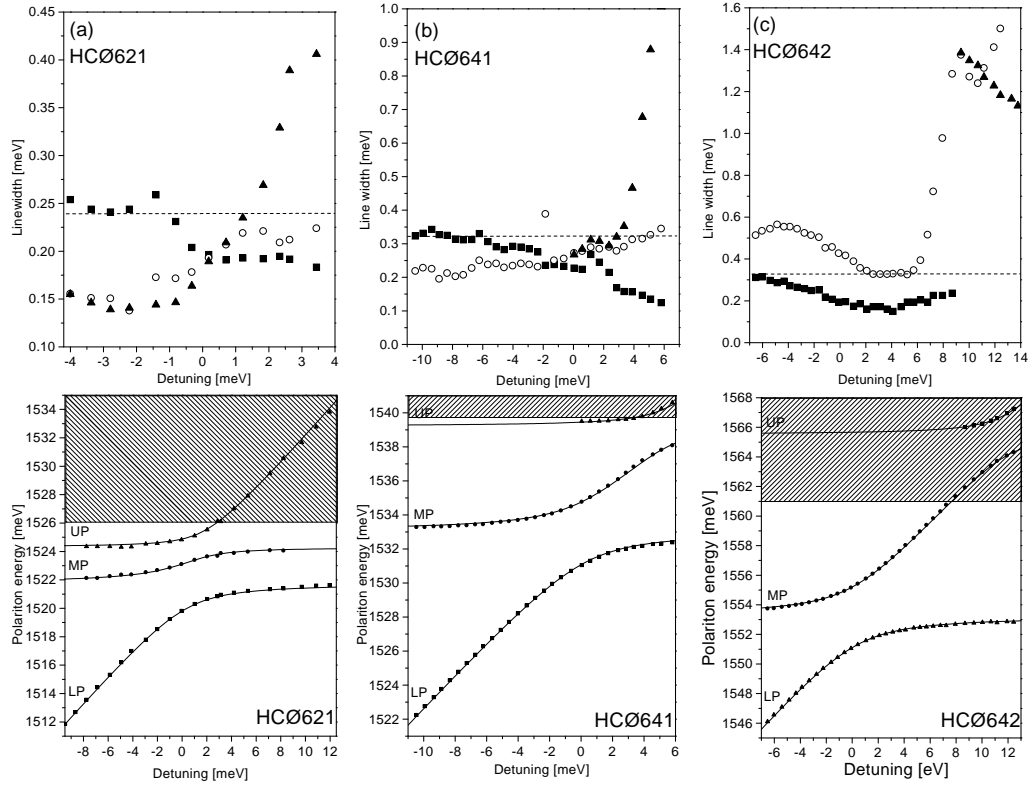 (a)
HCØ621
Linewidth [meV]
0.40
0.35
0.30
0.25
0.20
0.15
0.10
-4 -3 -2 -1 0 1 2 3 4
Detuning [meV]
(b)
HCØ641
Line width [meV]
1.0
0.9
0.8
0.7
0.6
0.5
0.4
0.3
0.2
0.1
0.0
-10 -8 -6 -4 -2 0 2 4 6
Detuning [meV]
(c)
HCØ642
Line width [meV]
1.6
1.4
1.2
1.0
0.8
0.6
0.4
0.2
0.0
-6 -4 -2 0 2 4 6 8 10 12 14
Detuning [meV]
Polariton energy [meV]
1534
1532
1530
1528
1526
1524
1522
1520
1518
1516
1514
1512
UP
MP
LP
HCØ621
-8 -6 -4 -2 0 2 4 6 8 10 12
Detuning [meV]
Polariton energy [meV]
1540
1538
1536
1534
1532
1530
1528
1526
1524
1522
UP
MP
LP
HCØ641
-10 -8 -6 -4 -2 0 2 4 6
Detuning [meV]
Polariton energy [meV]
1568
1566
1564
1562
1560
1556
1554
1552
1550
1548
1546
UP
MP
LP
HCØ642
-6 -4 -2 0 2 4 6 8 10 12
Detuning [eV]